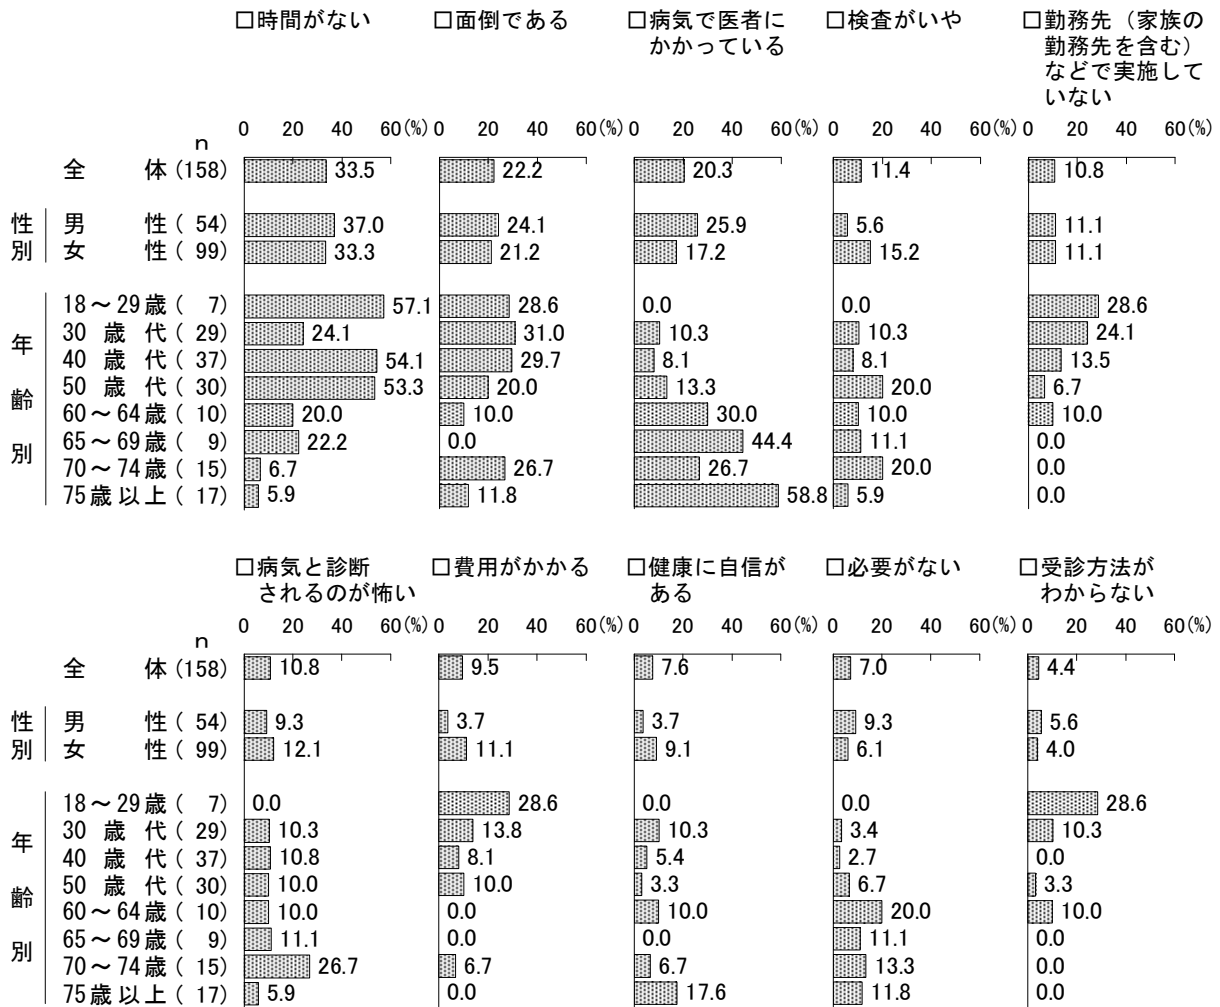 □時間がない □面倒である □病気で医者に □検査がいや □勤務先（家族の
かかっている 勤務先を含む）
などで実施して
いない
n 0 20 40 60(%) 0 20 40 60(%) 0 20 40 60(%) 0 20 40 60(%) 0 20 40 60(%)
全 体(158) 33.5 22.2 20.3 11.4 10.8
性別
男 性( 54) 37.0 24.1 25.9 5.6 11.1
女 性( 99) 33.3 21.2 17.2 15.2 11.1
年齢別
18～29歳( 7) 57.1 28.6 0.0 0.0 28.6
30 歳 代(29) 24.1 31.0 10.3 10.3 24.1
40 歳 代(37) 54.1 29.7 8.1 8.1 13.5
50 歳 代(30) 53.3 20.0 13.3 20.0 6.7
60～64歳(10) 20.0 10.0 30.0 10.0 10.0
65～69歳( 9) 22.2 0.0 44.4 11.1 0.0
70～74歳(15) 6.7 26.7 26.7 20.0 0.0
75歳以上(17) 5.9 11.8 58.8 5.9 0.0
□病気と診断 □費用がかかる □健康に自信が □必要がない □受診方法が
されるのが怖い ある わからない
n 0 20 40 60(%) 0 20 40 60(%) 0 20 40 60(%) 0 20 40 60(%) 0 20 40 60(%)
全 体(158) 10.8 9.5 7.6 7.0 4.4
性別
男 性( 54) 9.3 3.7 3.7 9.3 5.6
女 性( 99) 12.1 11.1 9.1 6.1 4.0
年齢別
18～29歳( 7) 0.0 28.6 0.0 0.0 28.6
30 歳 代(29) 10.3 13.8 10.3 3.4 10.3
40 歳 代(37) 10.8 8.1 5.4 2.7 0.0
50 歳 代(30) 10.0 10.0 3.3 6.7 3.3
60～64歳(10) 10.0 0.0 10.0 20.0 10.0
65～69歳( 9) 11.1 0.0 0.0 11.1 0.0
70～74歳(15) 26.7 6.7 6.7 13.3 0.0
75歳以上(17) 5.9 0.0 17.6 11.8 0.0